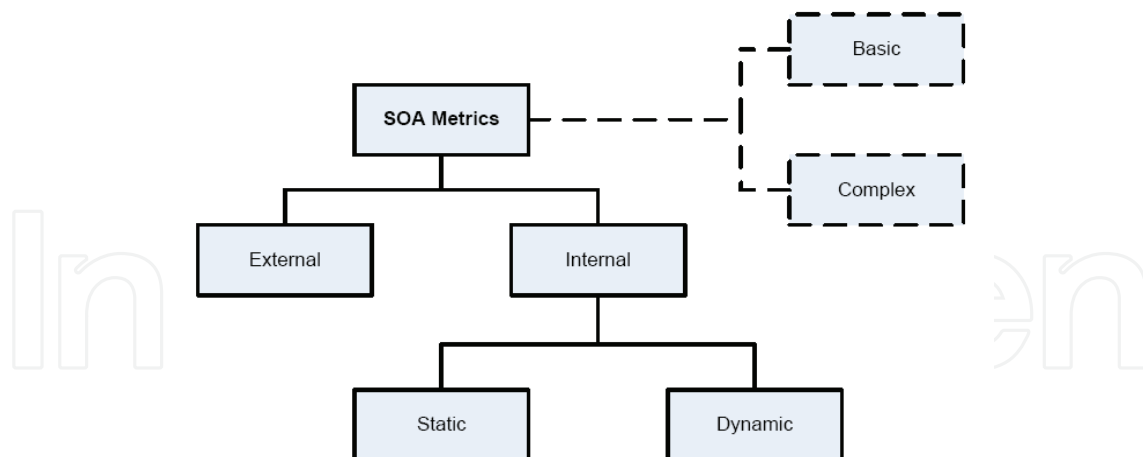 Basic
SOA Metrics
Complex
External
Internal
Static
Dynamic